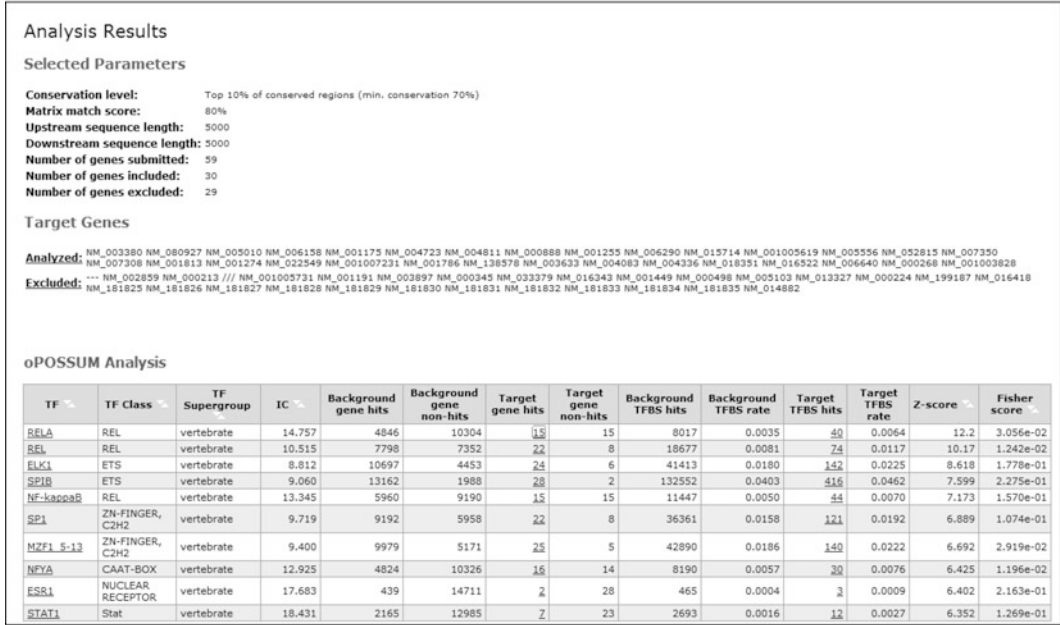 Analysis Results
Selected Parameters
Conservation level: Top 10% of conserved regions (min. conservation 70%)
Matrix match score: 80%
Upstream sequence length: 5000
Downstream sequence length: 5000
Number of genes submitted: 59
Number of genes included: 30
Number of genes excluded: 29
Target Genes
Analyzed: NM_003380 NM_080927 NM_005010 NM_006158 NM_001175 NM_004723 NM_004811 NM_000888 NM_001255 NM_006290 NM_015714 NM_001005619 NM_005556 NM_052815 NM_007350
NM_007308 NM_001813 NM_001274 NM_022549 NM_001007231 NM_001786 NM_138578 NM_003633 NM_004083 NM_004336 NM_018351 NM_016522 NM_006640 NM_000268 NM_001003828
Excluded: --- NM_002859 NM_000213 /// NM_001005731 NM_001191 NM_003897 NM_000345 NM_033379 NM_016343 NM_001449 NM_000498 NM_005103 NM_013327 NM_000224 NM_199187 NM_016418
NM_181825 NM_181826 NM_181827 NM_181828 NM_181829 NM_181830 NM_181831 NM_181832 NM_181833 NM_181834 NM_181835 NM_014882
oPOSSUM Analysis
TF TF Class TF Supergroup IC Background gene hits Background gene non-hits Target gene hits Target gene non-hits Background TFBS hits Background TFBS rate Target TFBS hits Target TFBS rate Z-score Fisher score
RELA REL vertebrate 14.757 4846 10304 15 15 8017 0.0035 40 0.0064 12.2 3.056e-02
REL REL vertebrate 10.515 7798 7352 22 8 18677 0.0081 74 0.0117 10.17 1.242e-02
ELK1 ETS vertebrate 8.812 10697 4453 24 6 41413 0.0180 142 0.0225 8.618 1.778e-01
SPIB ETS vertebrate 9.060 13162 1988 28 2 132599 0.0403 416 0.0462 7.599 2.275e-01
NF-kappaB REL vertebrate 13.345 5960 9190 15 15 11447 0.0050 44 0.0070 7.173 1.570e-01
SP1 ZN-FINGER, C2H2 vertebrate 9.719 9192 5958 22 8 36361 0.0158 121 0.0192 6.889 1.074e-01
MZF1_5-13 ZN-FINGER, C2H2 vertebrate 9.400 9979 5171 25 5 42890 0.0186 140 0.0222 6.692 2.919e-02
NFYA CAAT-BOX vertebrate 12.925 4824 10326 16 14 8190 0.0057 30 0.0076 6.425 1.196e-02
ESR1 NUCLEAR RECEPTOR vertebrate 17.683 439 14711 2 28 465 0.0004 3 0.0009 6.402 2.163e-01
STAT1 Stat vertebrate 18.431 2165 12985 7 23 2693 0.0016 12 0.0027 6.352 1.269e-01